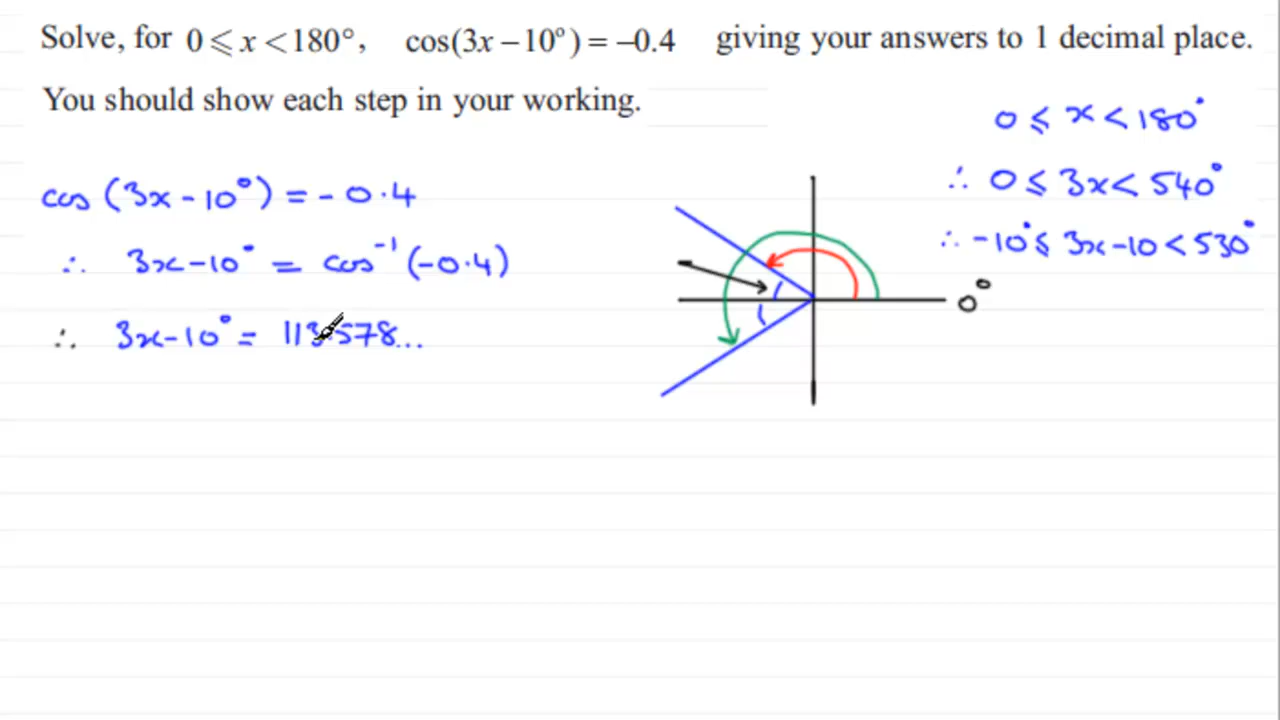 Solve, for 0 ⩽ x < 180°, cos(3x – 10°) = –0.4 giving your answers to 1 decimal place.
You should show each step in your working.
0 ⩽ x < 180°
∴ 0 ⩽ 3x < 540°
∴ -10° ⩽ 3x - 10 < 530°
cos (3x - 10°) = - 0.4
∴ 3x - 10° = cos⁻¹ (-0.4)
0°
∴ 3x - 10° = 113.578...